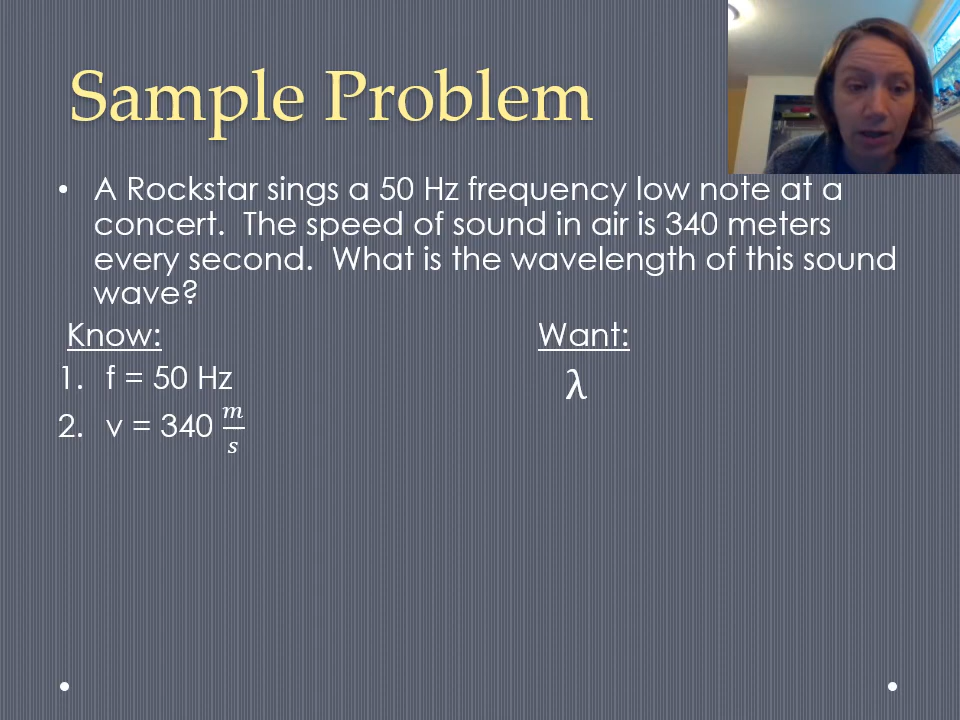 Sample Problem
• A Rockstar sings a 50 Hz frequency low note at a
concert. The speed of sound in air is 340 meters
every second. What is the wavelength of this sound
wave?
Know: Want:
1. f = 50 Hz λ
2. v = 340 m/s